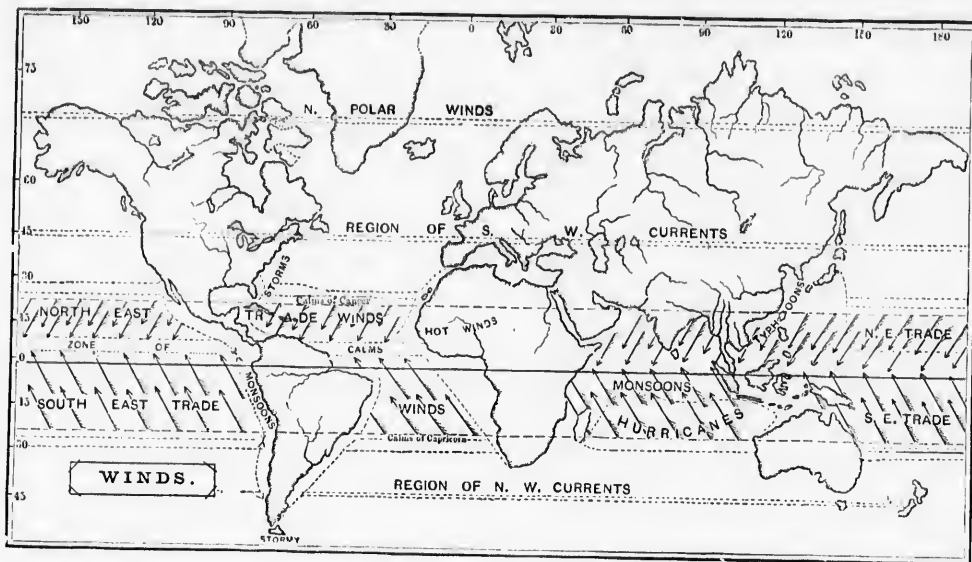 150 120 90 60 30 0 30 60 90 120 150 180
75
N. POLAR WINDS
60
REGION OF S. W. CURRENTS
45
30
STORMS
Calms of Cancer
NORTH EAST TRADE WINDS
15
HOT WINDS
TYPHOONS
N. E. TRADE
ZONE OF CALMS
0
MONSOONS
MONSOONS
15
SOUTH EAST TRADE WINDS
HURRICANES
S. E. TRADE
Calms of Capricorn
30
WINDS.
REGION OF N. W. CURRENTS
45
STORMY